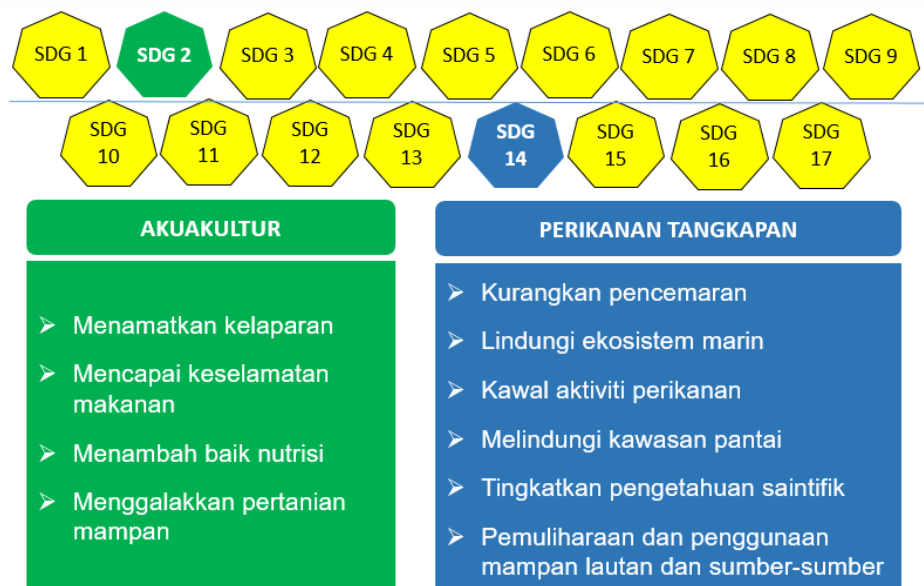 SDG 1
SDG 2
SDG 3
SDG 4
SDG 5
SDG 6
SDG 7
SDG 8
SDG 9
SDG
10
SDG
11
SDG
12
SDG
13
SDG
14
SDG
15
SDG
16
SDG
17
AKUAKULTUR
➢ Menamatkan kelaparan
➢ Mencapai keselamatan
makanan
➢ Menambah baik nutrisi
➢ Menggalakkan pertanian
mampan
PERIKANAN TANGKAPAN
➢ Kurangkan pencemaran
➢ Lindungi ekosistem marin
➢ Kawal aktiviti perikanan
➢ Melindungi kawasan pantai
➢ Tingkatkan pengetahuan saintifik
➢ Pemuliharaan dan penggunaan
mampan lautan dan sumber-sumber